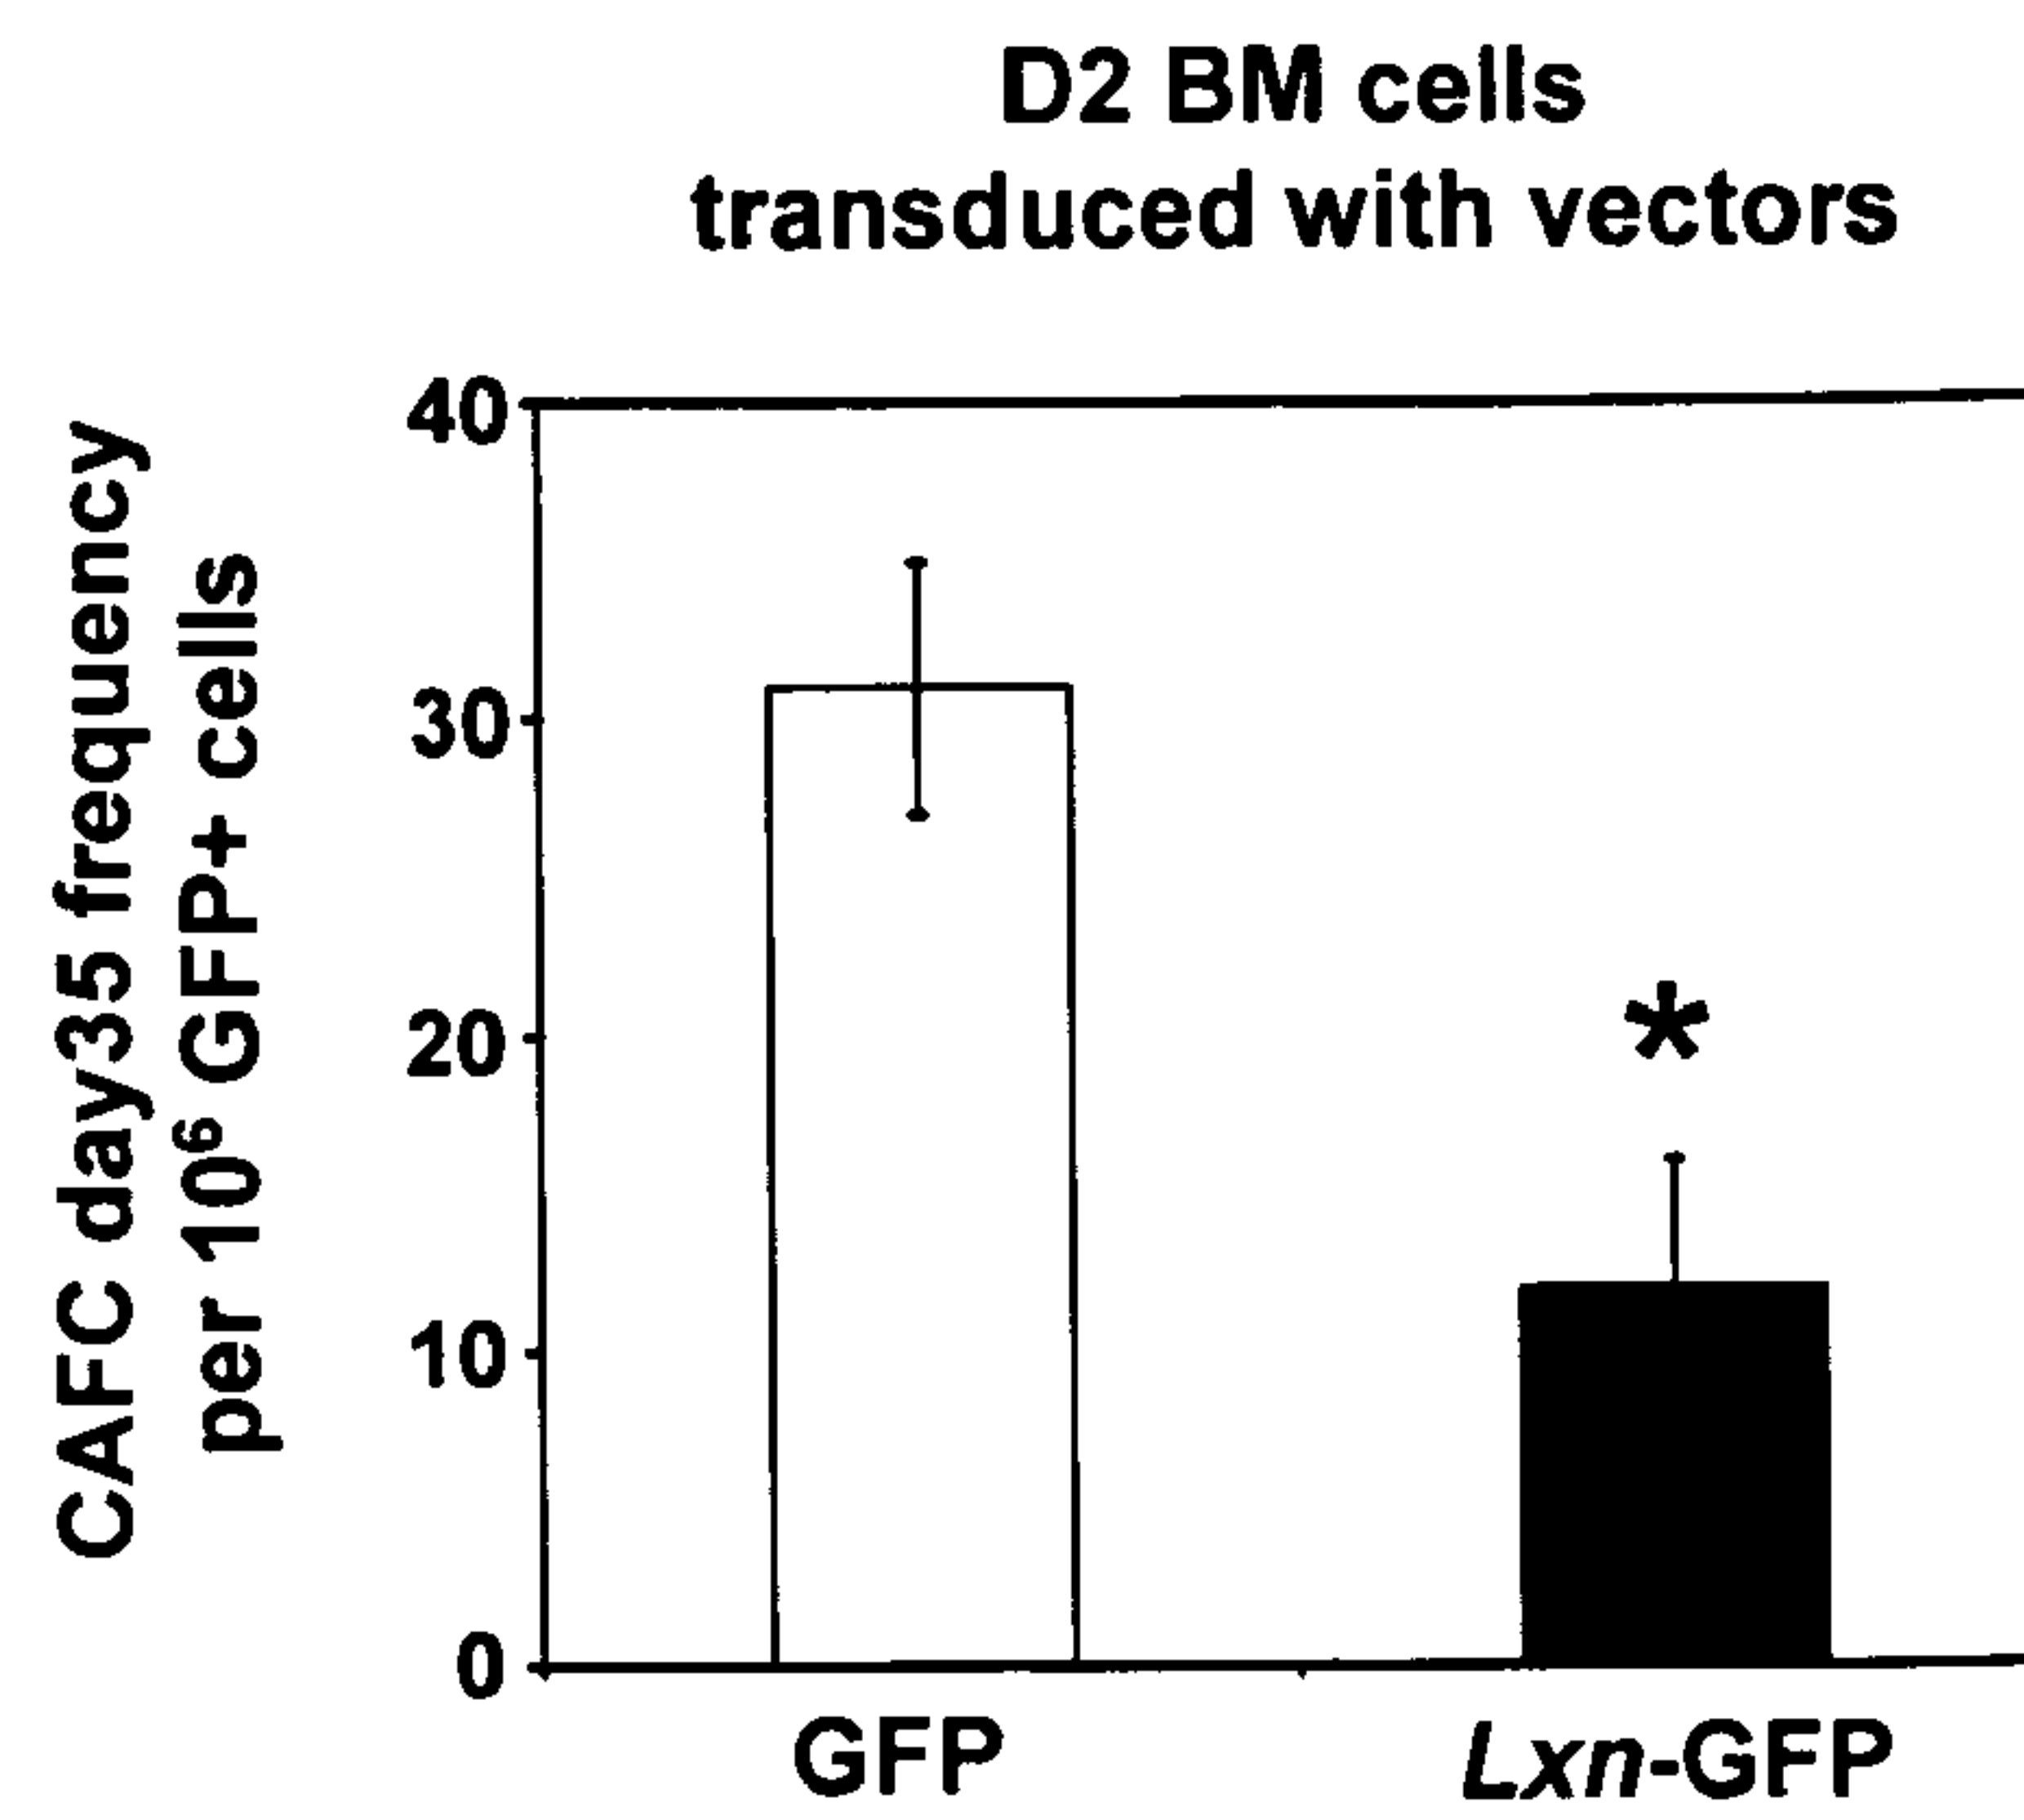 D2 BM cells
transduced with vectors
CAFC day35 frequency
per 10⁶ GFP+ cells
40
30
20
10
0
*
GFP
Lxn-GFP